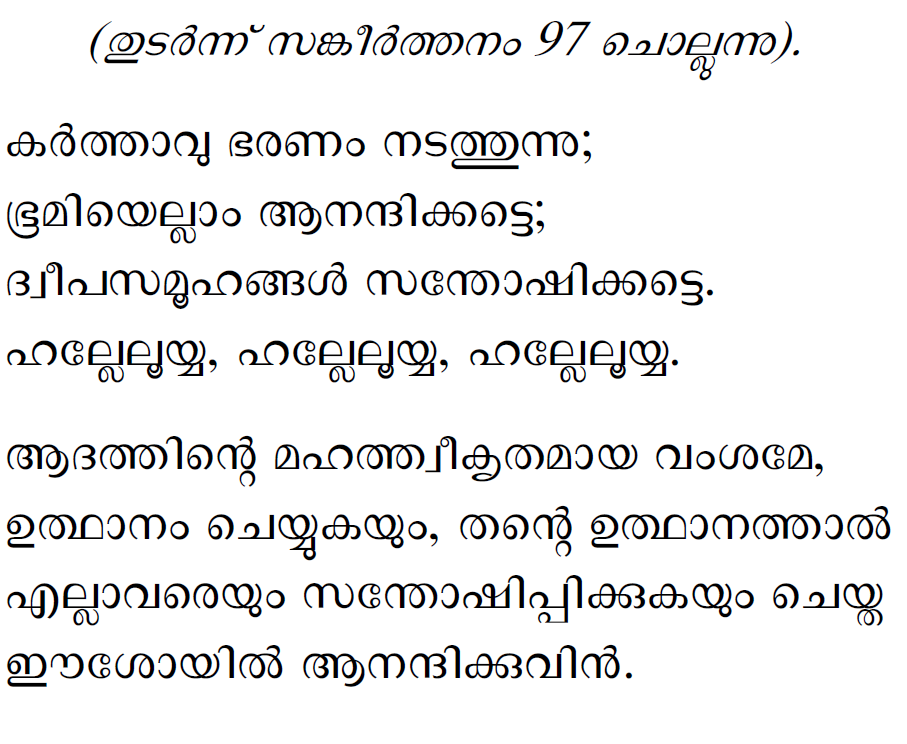 (തുടർന്ന് സങ്കീർത്തനം 97 ചൊല്ലുന്നു).
കർത്താവു ഭരണം നടത്തുന്നു;
ഭൂമിയെല്ലാം ആനന്ദിക്കട്ടെ;
ദ്വീപസമൂഹങ്ങൾ സന്തോഷിക്കട്ടെ.
ഹല്ലേലൂയ്യ, ഹല്ലേലൂയ്യ, ഹല്ലേലൂയ്യ.
ആദത്തിന്റെ മഹത്ത്വീകൃതമായ വംശമേ,
ഉത്ഥാനം ചെയ്യുകയും, തന്റെ ഉത്ഥാനത്താൽ
എല്ലാവരെയും സന്തോഷിപ്പിക്കുകയും ചെയ്ത
ഈശോയിൽ ആനന്ദിക്കുവിൻ.